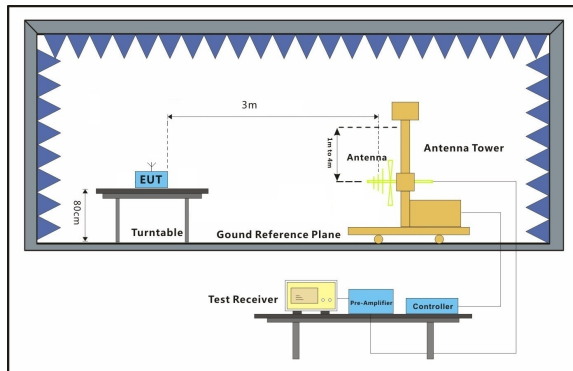 3m
1m to 4m
Antenna
Antenna Tower
EUT
80cm
Turntable
Gound Reference Plane
Test Receiver
Pre-Amplifier
Controller